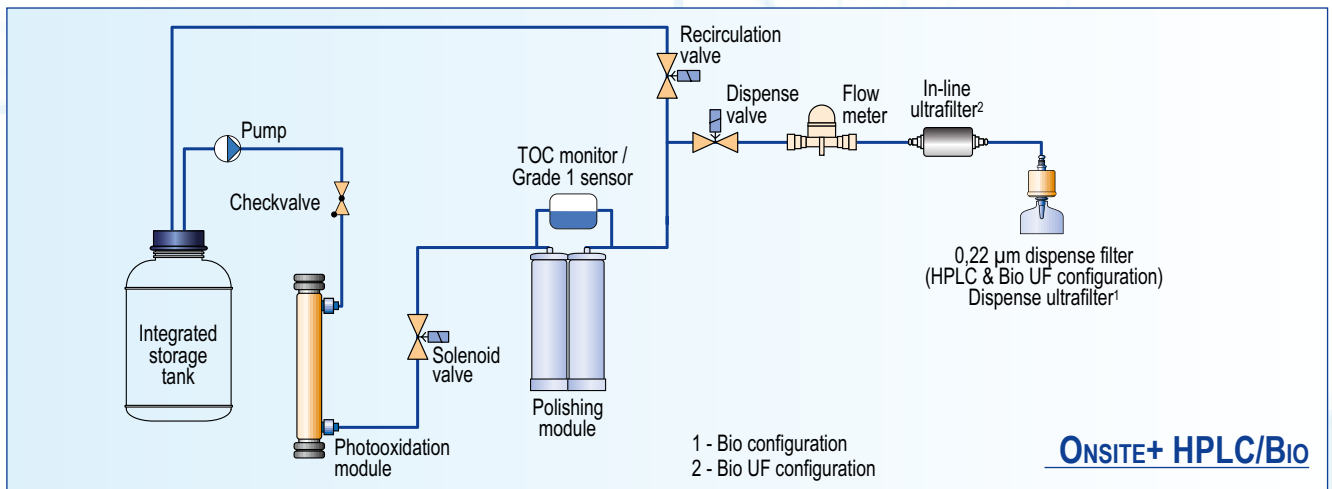 Recirculation
valve
Dispense
valve
Flow
meter
In-line
ultrafilter²
Pump
TOC monitor /
Grade 1 sensor
Checkvalve
0,22 µm dispense filter
(HPLC & Bio UF configuration)
Dispense ultrafilter¹
Integrated
storage
tank
Solenoid
valve
Polishing
module
Photooxidation
module
1 - Bio configuration
2 - Bio UF configuration
ONSITE+ HPLC/BIO